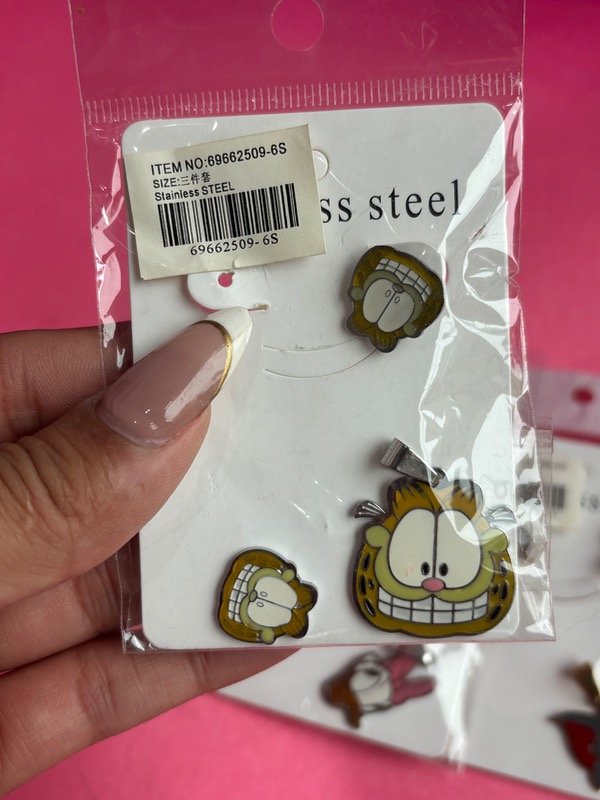 ITEM NO:69662509-6S
SIZE:三件套
Stainless STEEL
69662509-6S
ss steel